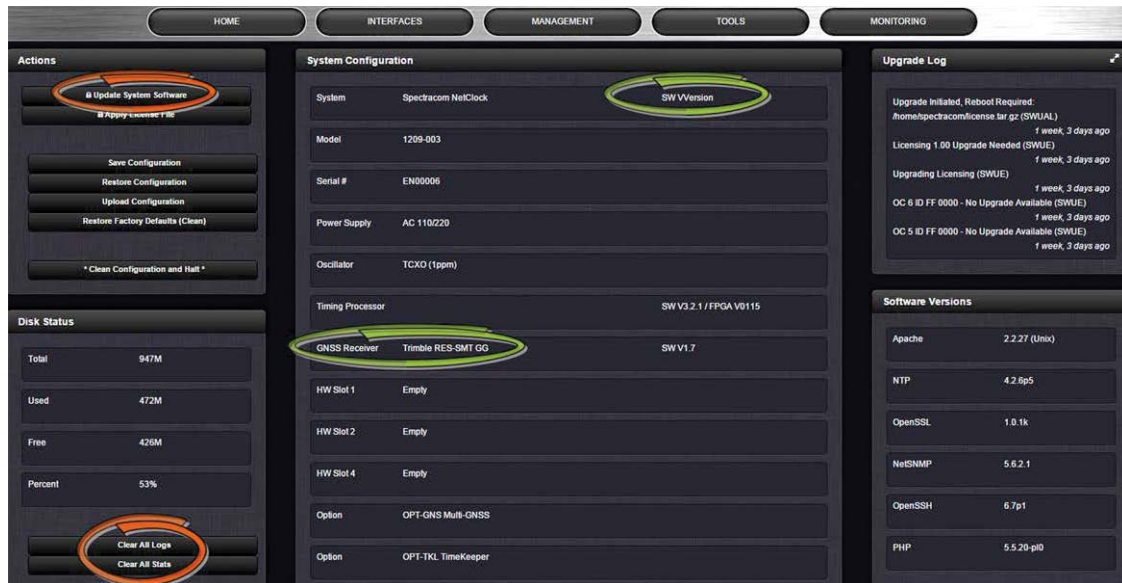 HOME INTERFACES MANAGEMENT TOOLS MONITORING
Actions
Update System Software
Apply License File
Save Configuration
Restore Configuration
Upload Configuration
Restore Factory Defaults (Clean)
* Clean Configuration and Halt *
Disk Status
Total 947M
Used 472M
Free 426M
Percent 53%
Clear All Logs
Clear All Stats
System Configuration
System Spectracom NetClock SW VVersion
Model 1209-003
Serial # EN00006
Power Supply AC 110/220
Oscillator TCXO (1ppm)
Timing Processor SW V3.2.1 / FPGA V0115
GNSS Receiver Trimble RES-SMT GG SW V1.7
HW Slot 1 Empty
HW Slot 2 Empty
HW Slot 4 Empty
Option OPT-GNS Multi-GNSS
Option OPT-TKL TimeKeeper
Upgrade Log
Upgrade Initiated, Reboot Required:
/home/spectracom/license.tar.gz (SWUAL)
1 week, 3 days ago
Licensing 1.00 Upgrade Needed (SWUE)
1 week, 3 days ago
Upgrading Licensing (SWUE)
1 week, 3 days ago
OC 6 ID FF 0000 - No Upgrade Available (SWUE)
1 week, 3 days ago
OC 5 ID FF 0000 - No Upgrade Available (SWUE)
1 week, 3 days ago
Software Versions
Apache 2.2.27 (Unix)
NTP 4.2.6p5
OpenSSL 1.0.1k
NetSNMP 5.6.2.1
OpenSSH 6.7p1
PHP 5.5.20-pl0